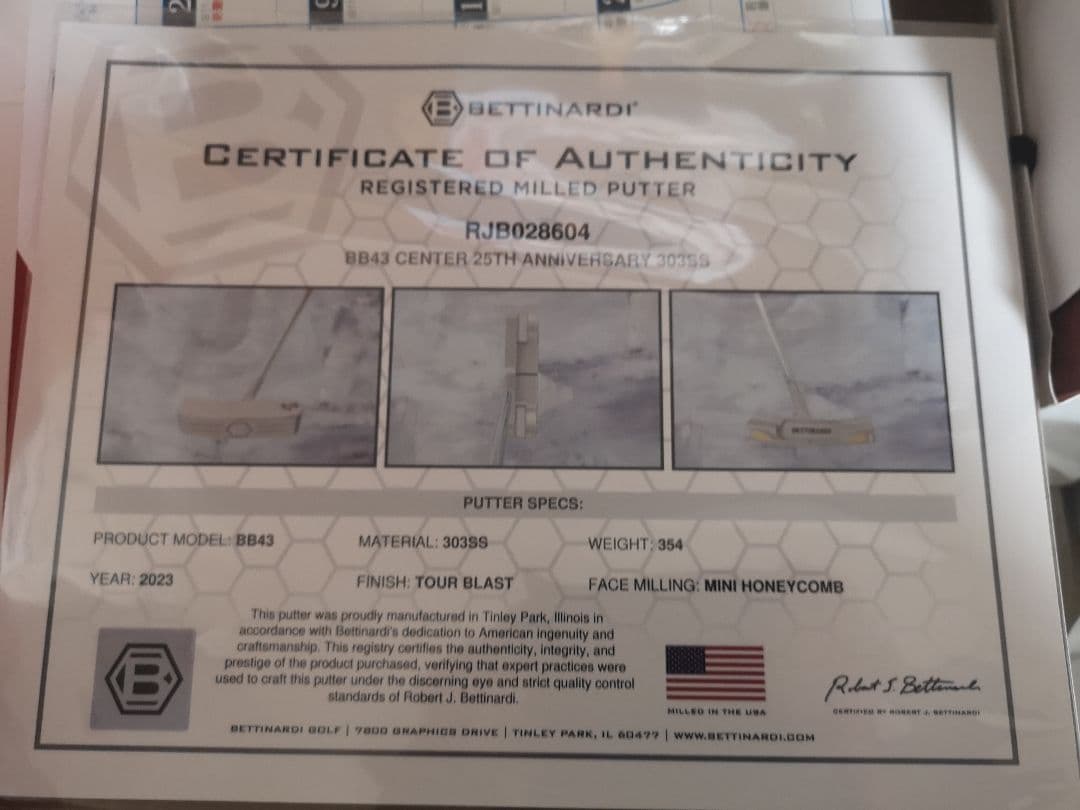 BETTINARDI
CERTIFICATE OF AUTHENTICITY
REGISTERED MILLED PUTTER
RJB028604
BB43 CENTER 25TH ANNIVERSARY 303SS
BETTINARDI
PUTTER SPECS:
PRODUCT MODEL: BB43 MATERIAL: 303SS WEIGHT: 354
YEAR: 2023 FINISH: TOUR BLAST FACE MILLING: MINI HONEYCOMB
This putter was proudly manufactured in Tinley Park, Illinois in
accordance with Bettinardi's dedication to American ingenuity and
craftsmanship. This registry certifies the authenticity, integrity, and
prestige of the product purchased, verifying that expert practices were
used to craft this putter under the discerning eye and strict quality control
standards of Robert J. Bettinardi.
MILLED IN THE USA
CERTIFIED BY ROBERT J. BETTINARDI
BETTINARDI GOLF | 7800 GRAPHICS DRIVE | TINLEY PARK, IL 60477 | WWW.BETTINARDI.COM